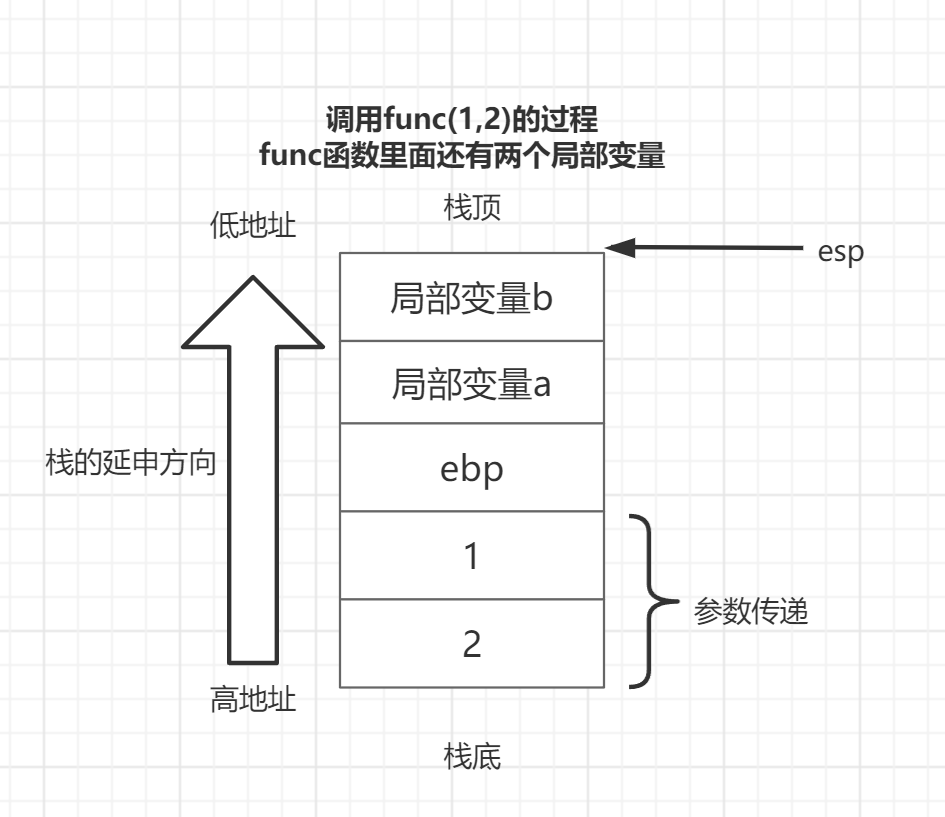 调用func(1,2)的过程
func函数里面还有两个局部变量
栈顶
低地址
esp
局部变量b
局部变量a
栈的延申方向
ebp
1
参数传递
2
高地址
栈底